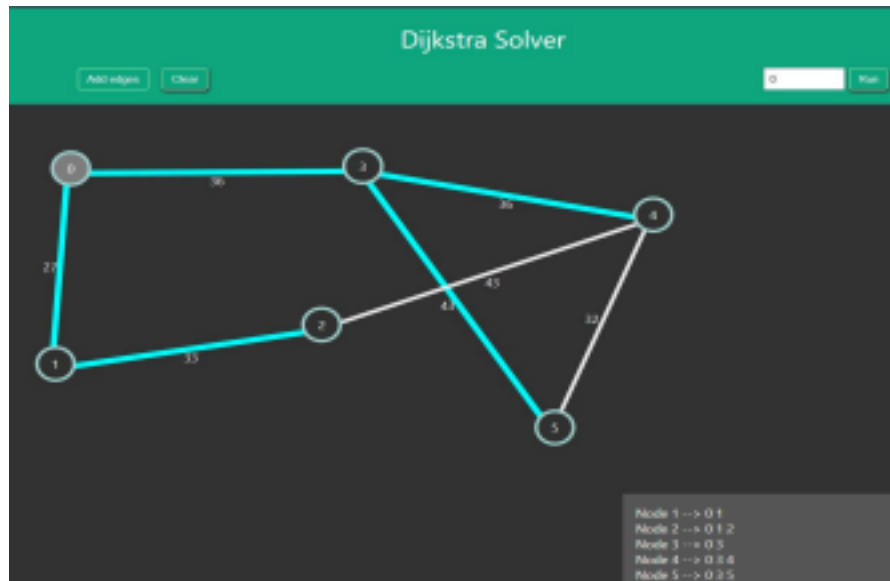 Dijkstra Solver
Add edges
Clear
0
Run
0
3
36
36
4
27
43
2
32
33
1
5
Node 1 --> 0 1
Node 2 --> 0 1 2
Node 3 --> 0 3
Node 4 --> 0 3 4
Node 5 --> 0 3 5